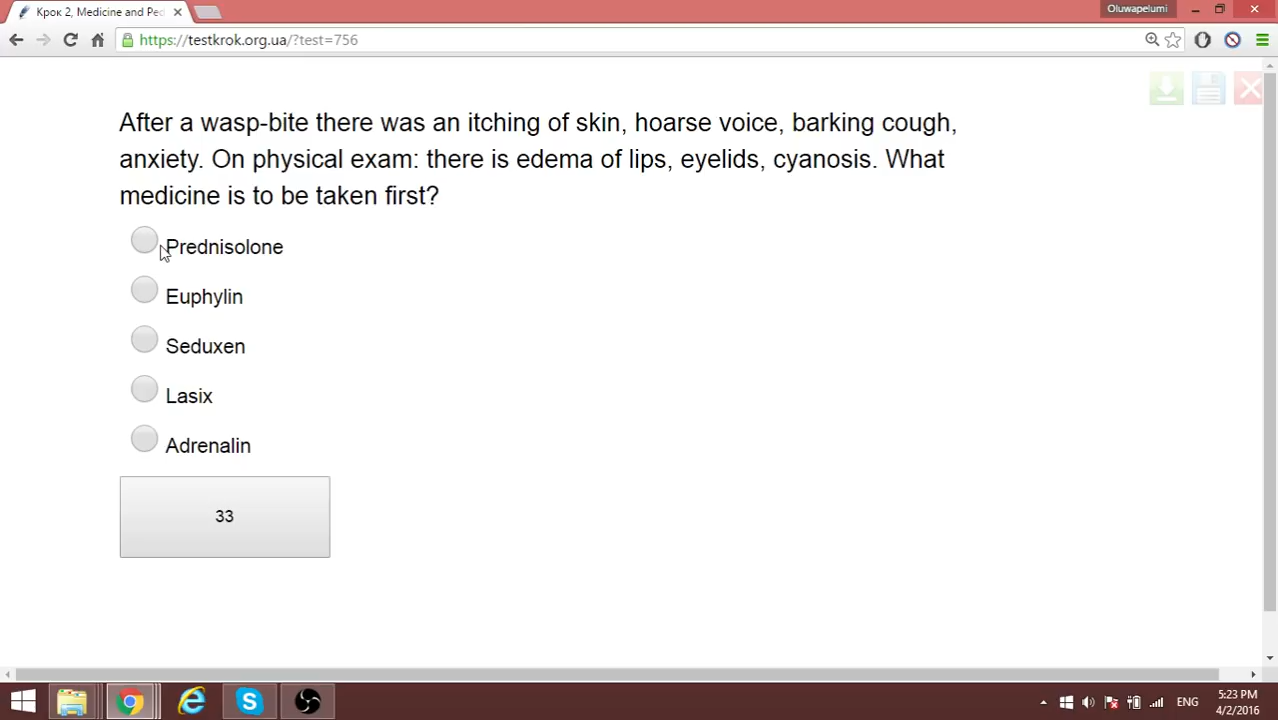 Крок 2, Medicine and Ped
Oluwapelumi
https://testkrok.org.ua/?test=756
After a wasp-bite there was an itching of skin, hoarse voice, barking cough,
anxiety. On physical exam: there is edema of lips, eyelids, cyanosis. What
medicine is to be taken first?
Prednisolone
Euphylin
Seduxen
Lasix
Adrenalin
33
ENG
5:23 PM
4/2/2016